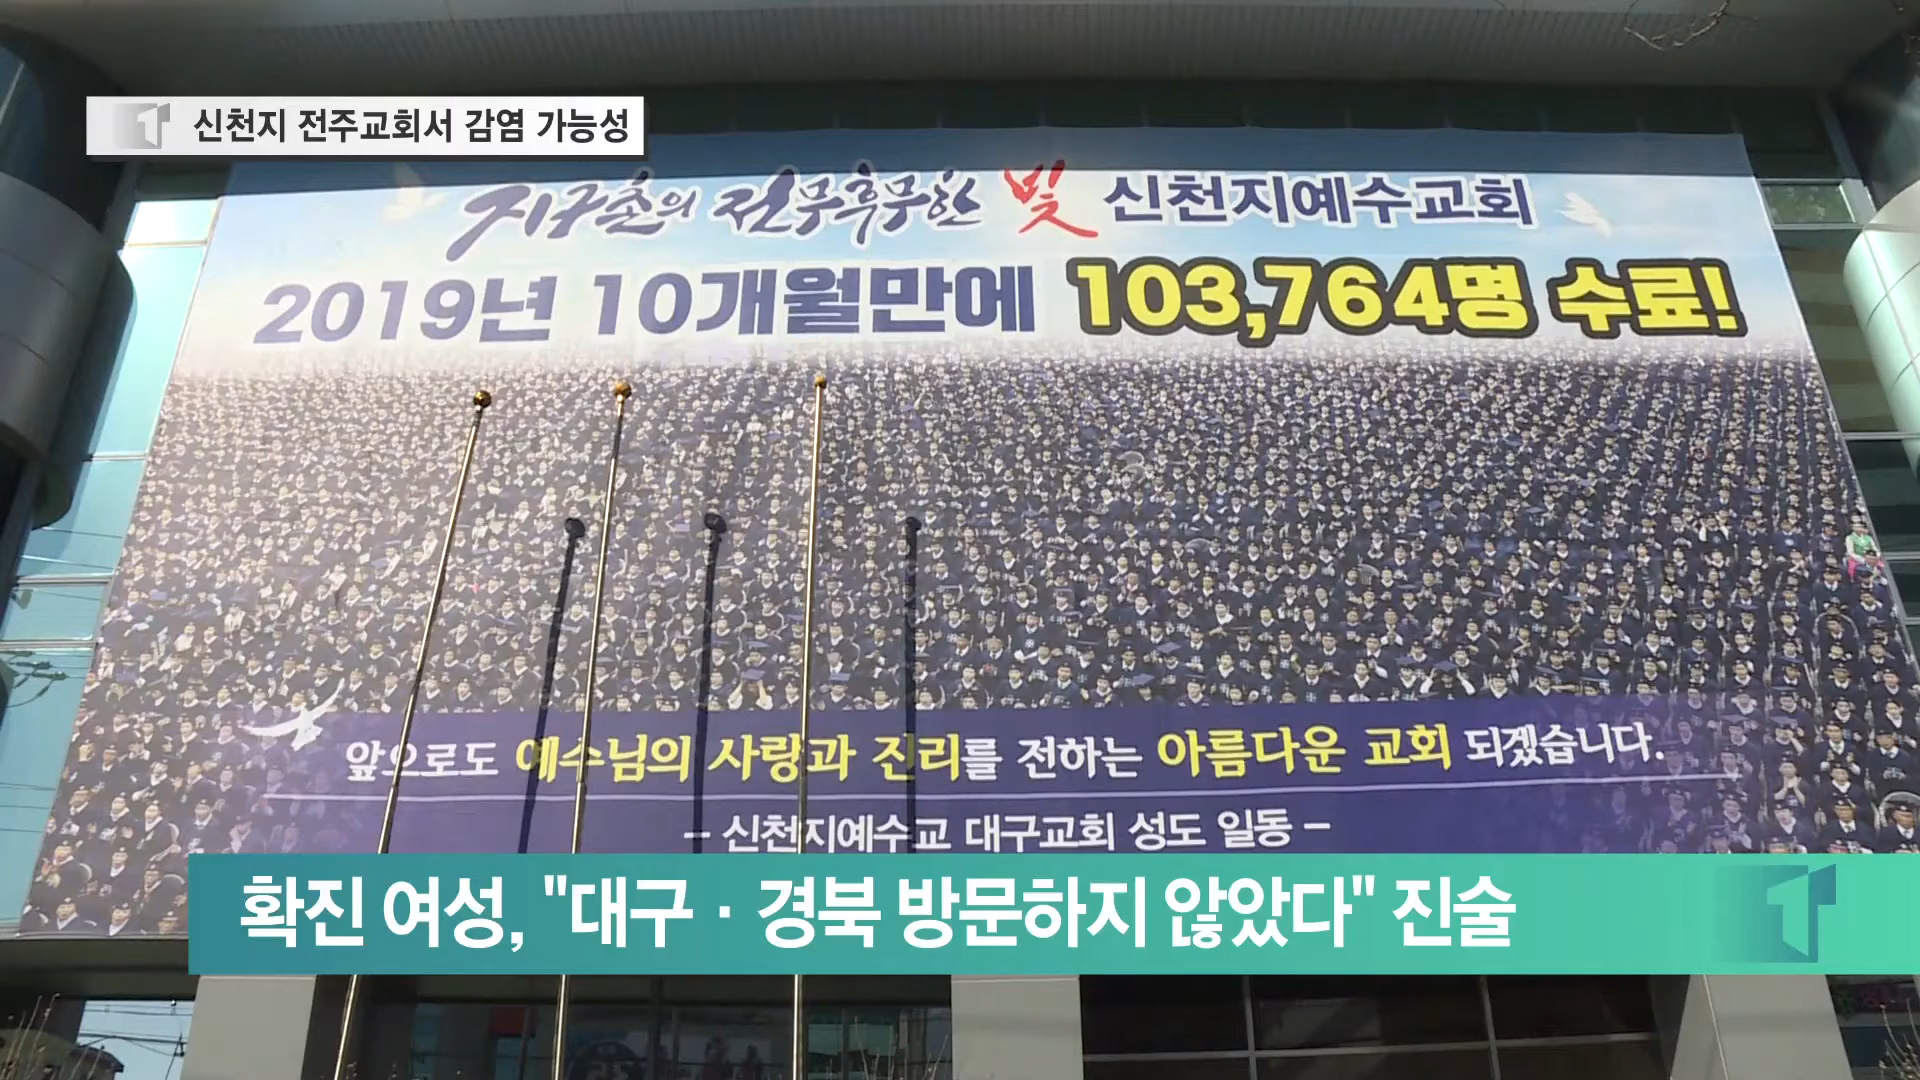 신천지 전주교회서 감염 가능성
지구촌의 전무후무한 빛 신천지예수교회
2019년 10개월만에 103,764명 수료!
앞으로도 예수님의 사랑과 진리를 전하는 아름다운 교회 되겠습니다.
- 신천지예수교 대구교회 성도 일동 -
확진 여성, "대구·경북 방문하지 않았다" 진술